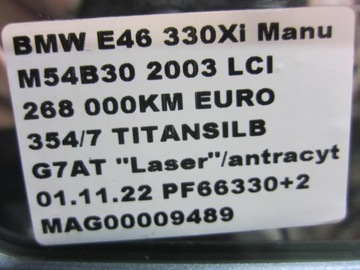 BMW E46 330Xi Manu
M54B30 2003 LCI
268 000KM EURO
354/7 TITANSILB
G7AT "Laser"/antracyt
01.11.22 PF66330+2
MAG00009489